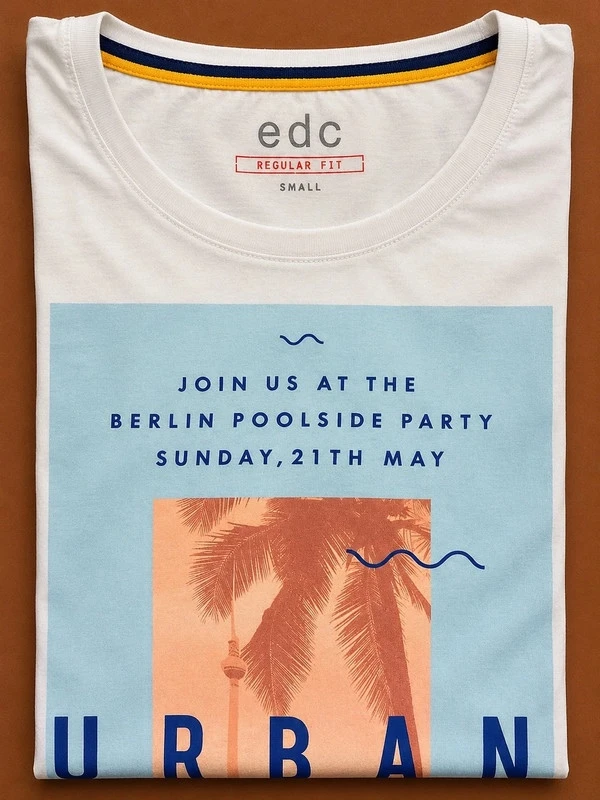 edc
REGULAR FIT
SMALL
JOIN US AT THE
BERLIN POOLSIDE PARTY
SUNDAY, 21TH MAY
URBAN